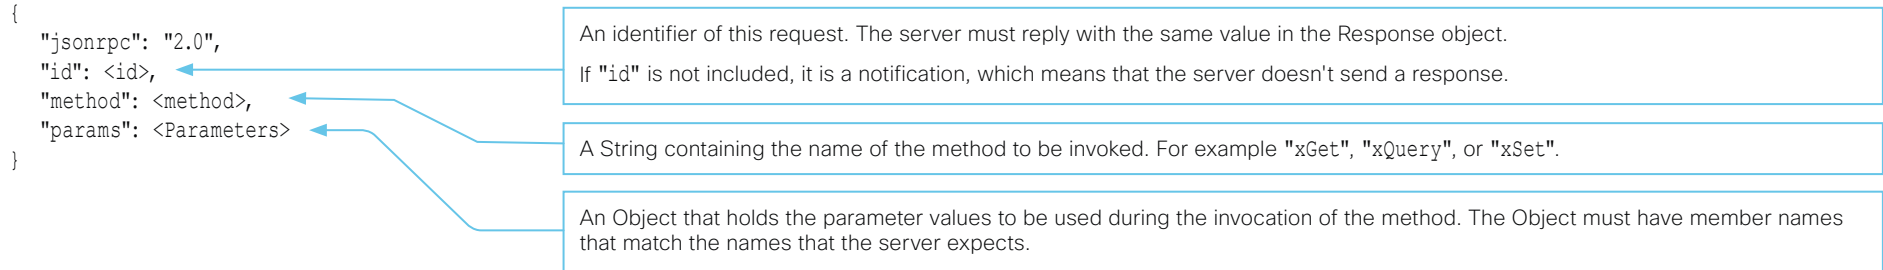 {
"jsonrpc": "2.0",
"id": <id>,
"method": <method>,
"params": <Parameters>
}
An identifier of this request. The server must reply with the same value in the Response object.
If "id" is not included, it is a notification, which means that the server doesn't send a response.
A String containing the name of the method to be invoked. For example "xGet", "xQuery", or "xSet".
An Object that holds the parameter values to be used during the invocation of the method. The Object must have member names
that match the names that the server expects.